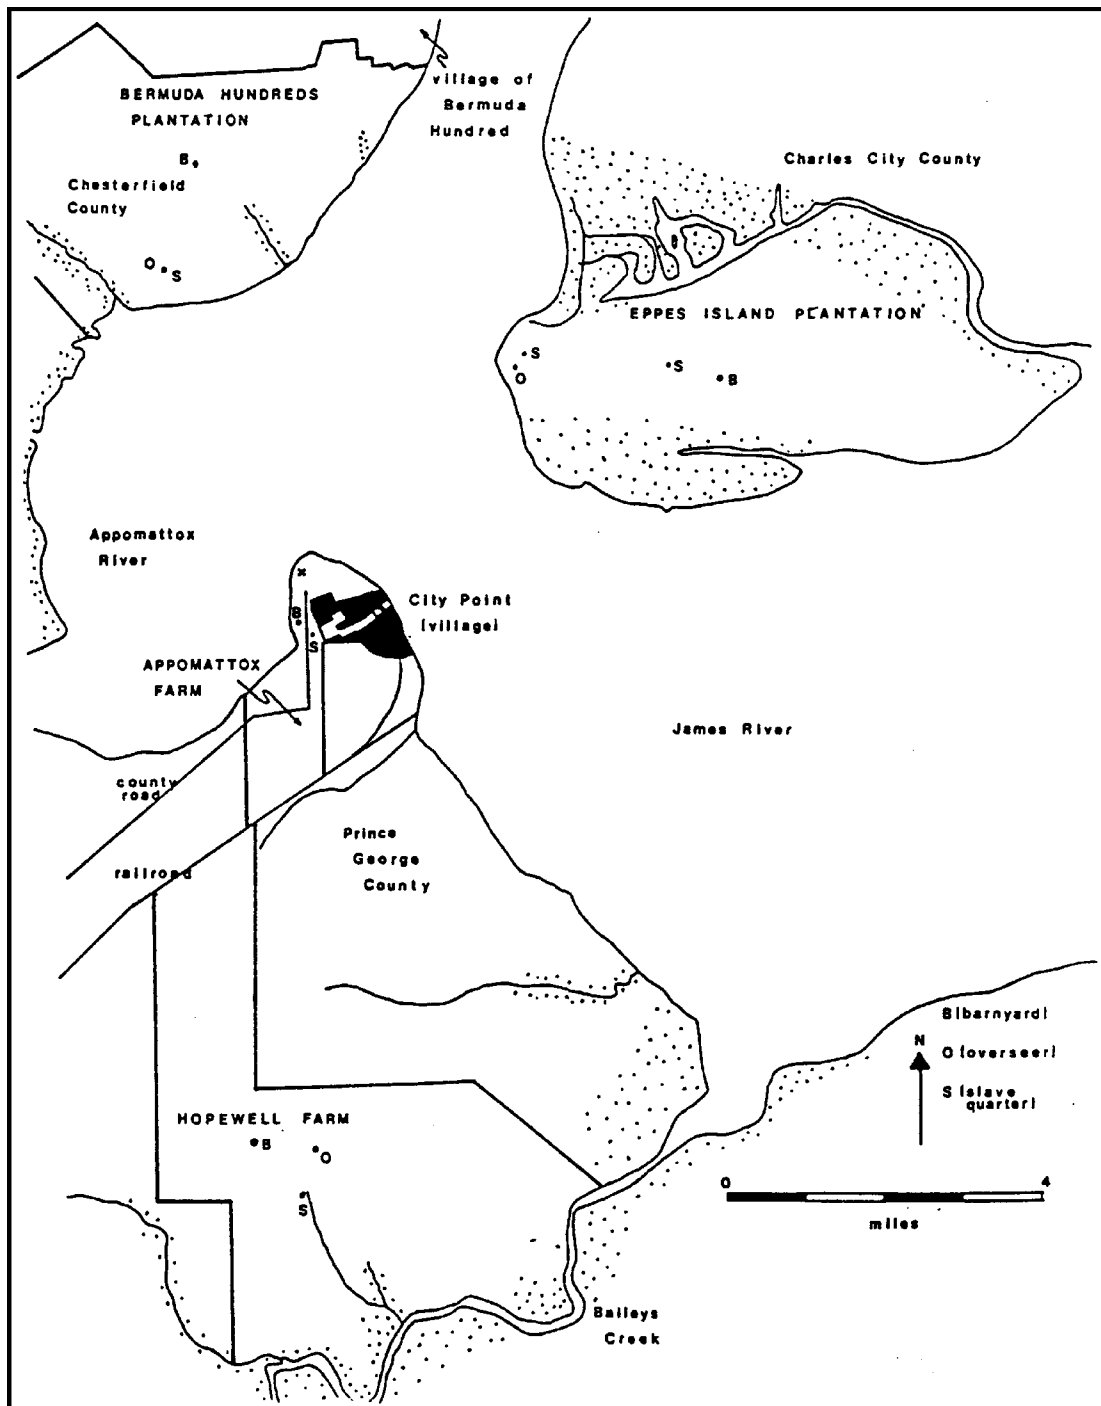 village of
Bermuda
Hundred
BERMUDA HUNDREDS
PLANTATION
B
Chesterfield
County
O S
Charles City County
EPPES ISLAND PLANTATION
S
O
S
B
Appomattox
River
x
B
S
City Point
(village)
APPOMATTOX
FARM
James River
county
road
railroad
Prince
George
County
HOPEWELL FARM
B
O
S
Baileys
Creek
N
B(barnyard)
O(overseer)
S(slave
quarter)
0 4
miles